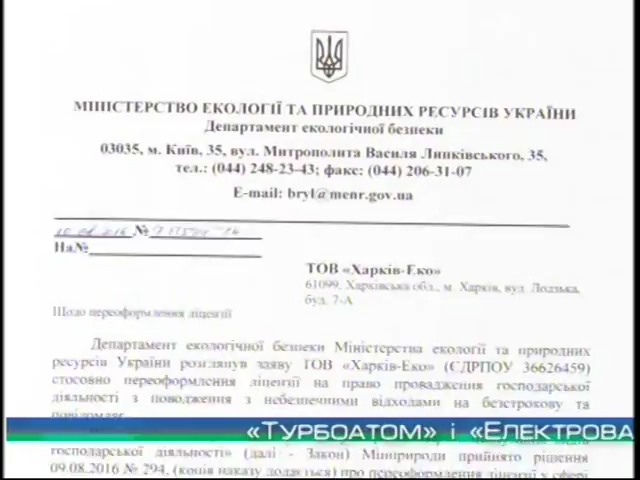 МІНІСТЕРСТВО ЕКОЛОГІЇ ТА ПРИРОДНИХ РЕСУРСІВ УКРАЇНИ
Департамент екологічної безпеки
03035, м. Київ, 35, вул. Митрополита Василя Липківського, 35,
тел.: (044) 248-23-43; факс: (044) 206-31-07
E-mail: bryl@menr.gov.ua
№
На№
ТОВ «Харків-Еко»
61099, Харківська обл., м. Харків, вул. Лодзька,
буд. 7-А
Щодо переоформлення ліцензії
Департамент екологічної безпеки Міністерства екології та природних
ресурсів України розглянув заяву ТОВ «Харків-Еко» (ЄДРПОУ 36626459)
стосовно переоформлення ліцензії на право провадження господарської
діяльності з поводження з небезпечними відходами на безстрокову та
повідомляє
«ТУРБОАТОМ» і «ЕЛЕКТРОВА
господарської діяльності» (далі - Закон) Мінприроди прийнято рішення
09.08.2016 № 294, (копія наказу додається) про переоформлення ліцензії у сфері